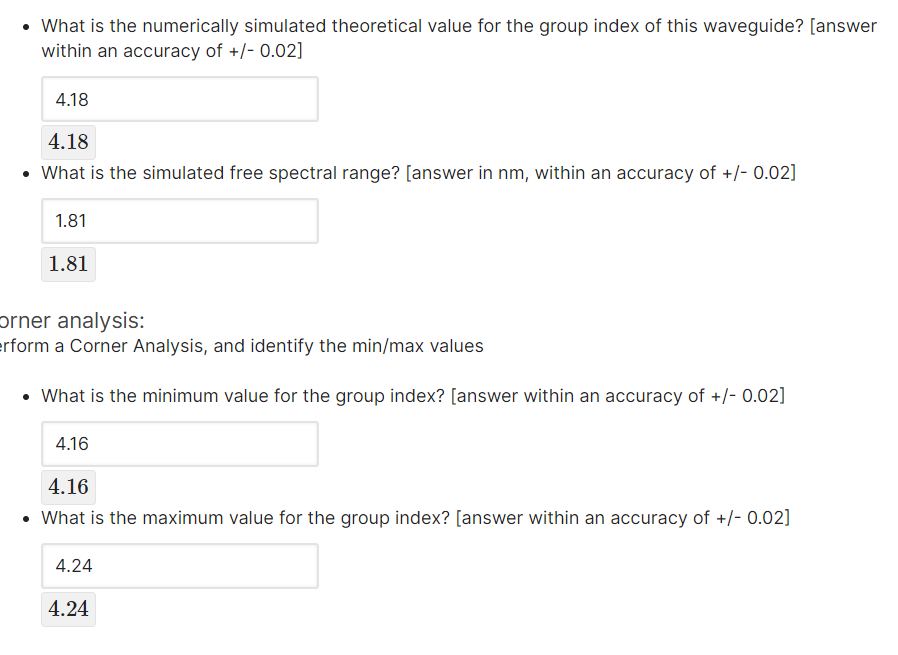 What is the numerically simulated theoretical value for the group index of this waveguide? [answer
within an accuracy of +/- 0.02]
4.18
4.18
What is the simulated free spectral range? [answer in nm, within an accuracy of +/- 0.02]
1.81
1.81
orner analysis:
erform a Corner Analysis, and identify the min/max values
What is the minimum value for the group index? [answer within an accuracy of +/- 0.02]
4.16
4.16
What is the maximum value for the group index? [answer within an accuracy of +/- 0.02]
4.24
4.24